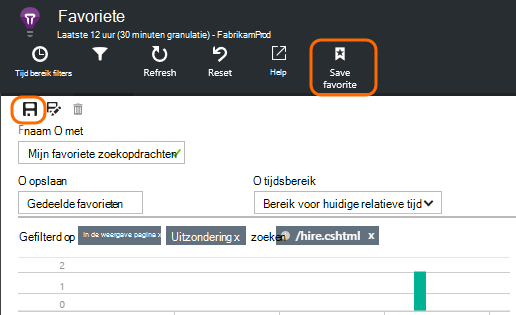 Favoriete
Laatste 12 uur (30 minuten granulatie) - FabrikamProd
Tijd bereik filters
Refresh
Reset
Help
Save favorite
Fnaam O met
Mijn favoriete zoekopdrachten
O opslaan
O tijdsbereik
Gedeelde favorieten
Bereik voor huidige relatieve tijd
Gefilterd op In de weergave pagina x Uitzondering x zoeken /hire.cshtml x
2
1
0